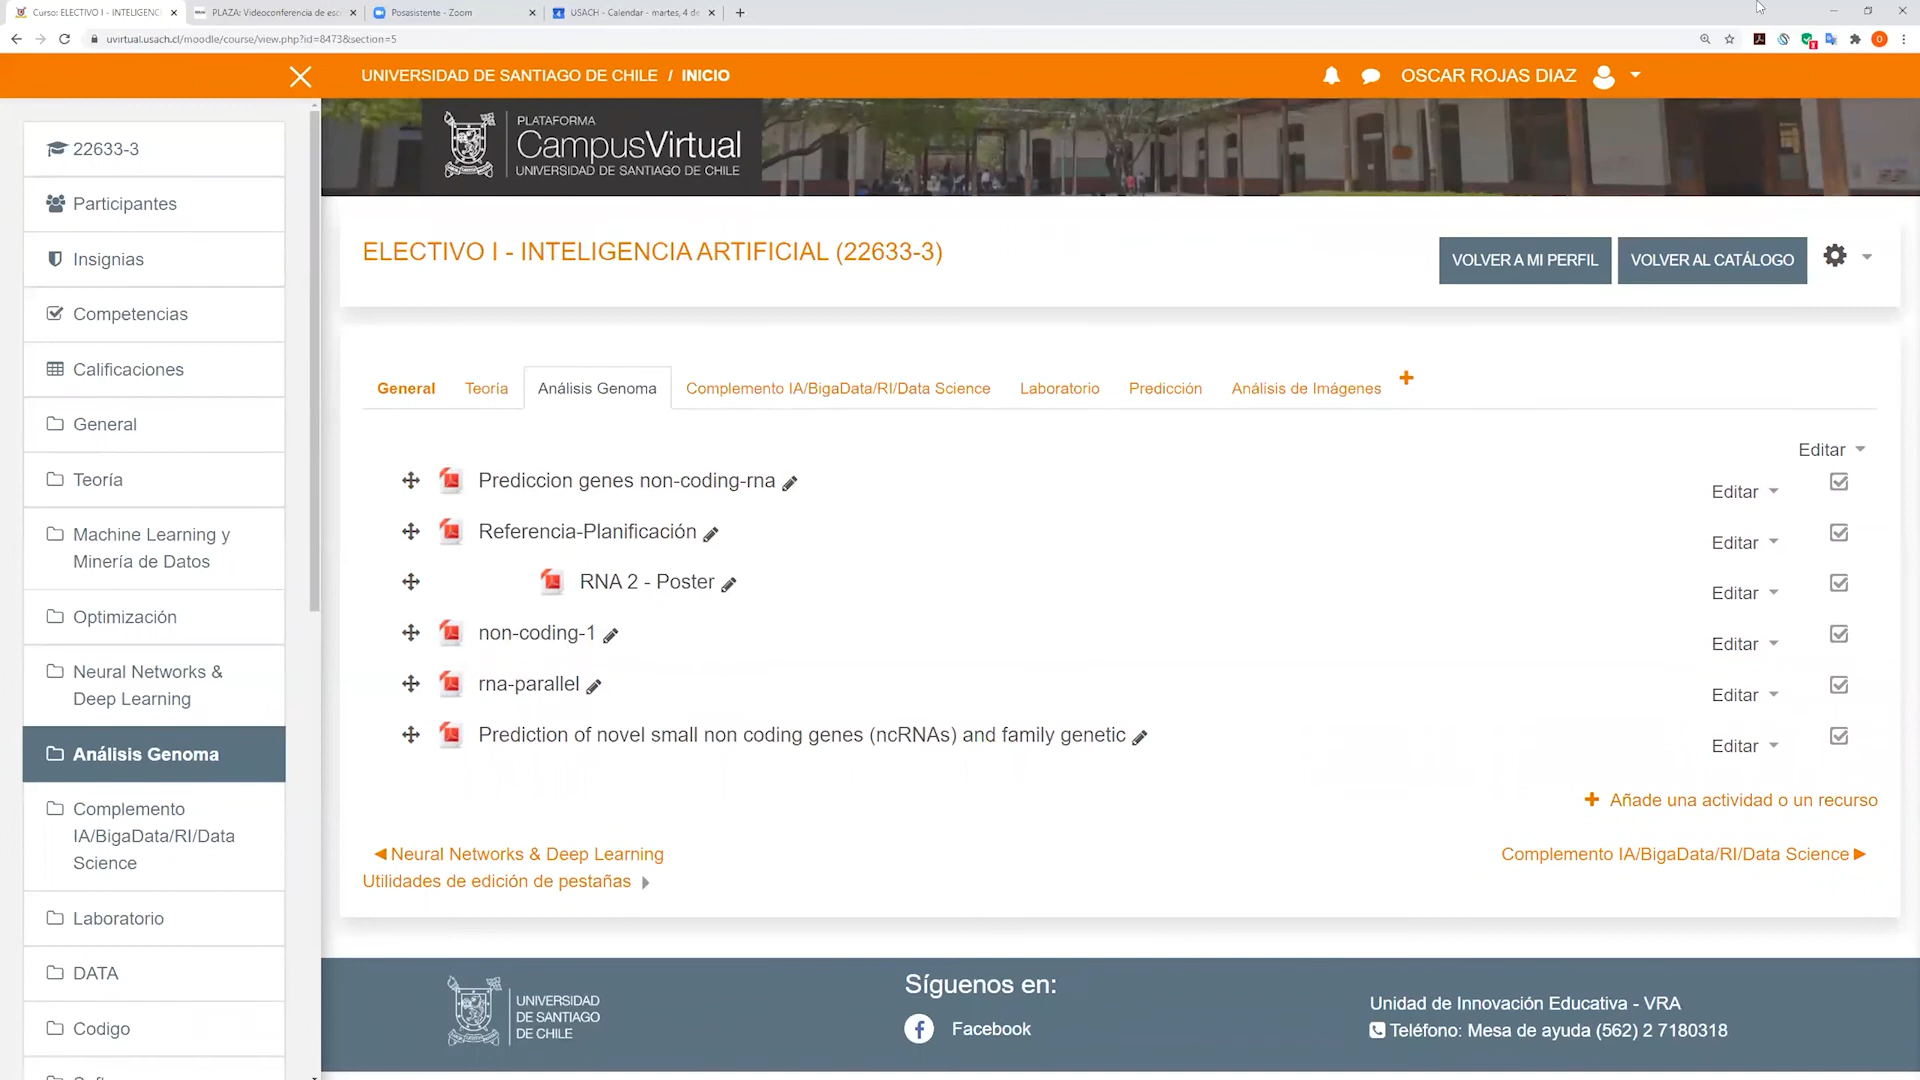 Curso: ELECTIVO I - INTELIGENC
PLAZA: Videoconferencia de esc
Posasistente - Zoom
USACH - Calendar - martes, 4 de
uvirtual.usach.cl/moodle/course/view.php?id=8473&section=5
UNIVERSIDAD DE SANTIAGO DE CHILE / INICIO
OSCAR ROJAS DIAZ
PLATAFORMA
CampusVirtual
UNIVERSIDAD DE SANTIAGO DE CHILE
22633-3
Participantes
Insignias
Competencias
Calificaciones
General
Teoría
Machine Learning y
Minería de Datos
Optimización
Neural Networks &
Deep Learning
Análisis Genoma
Complemento
IA/BigaData/RI/Data
Science
Laboratorio
DATA
Codigo
ELECTIVO I - INTELIGENCIA ARTIFICIAL (22633-3)
VOLVER A MI PERFIL
VOLVER AL CATÁLOGO
General
Teoría
Análisis Genoma
Complemento IA/BigaData/RI/Data Science
Laboratorio
Predicción
Análisis de Imágenes
Editar
Prediccion genes non-coding-rna
Editar
Referencia-Planificación
Editar
RNA 2 - Poster
Editar
non-coding-1
Editar
rna-parallel
Editar
Prediction of novel small non coding genes (ncRNAs) and family genetic
Editar
Añade una actividad o un recurso
Neural Networks & Deep Learning
Complemento IA/BigaData/RI/Data Science
Utilidades de edición de pestañas
UNIVERSIDAD
DE SANTIAGO
DE CHILE
Síguenos en:
Facebook
Unidad de Innovación Educativa - VRA
Teléfono: Mesa de ayuda (562) 2 7180318